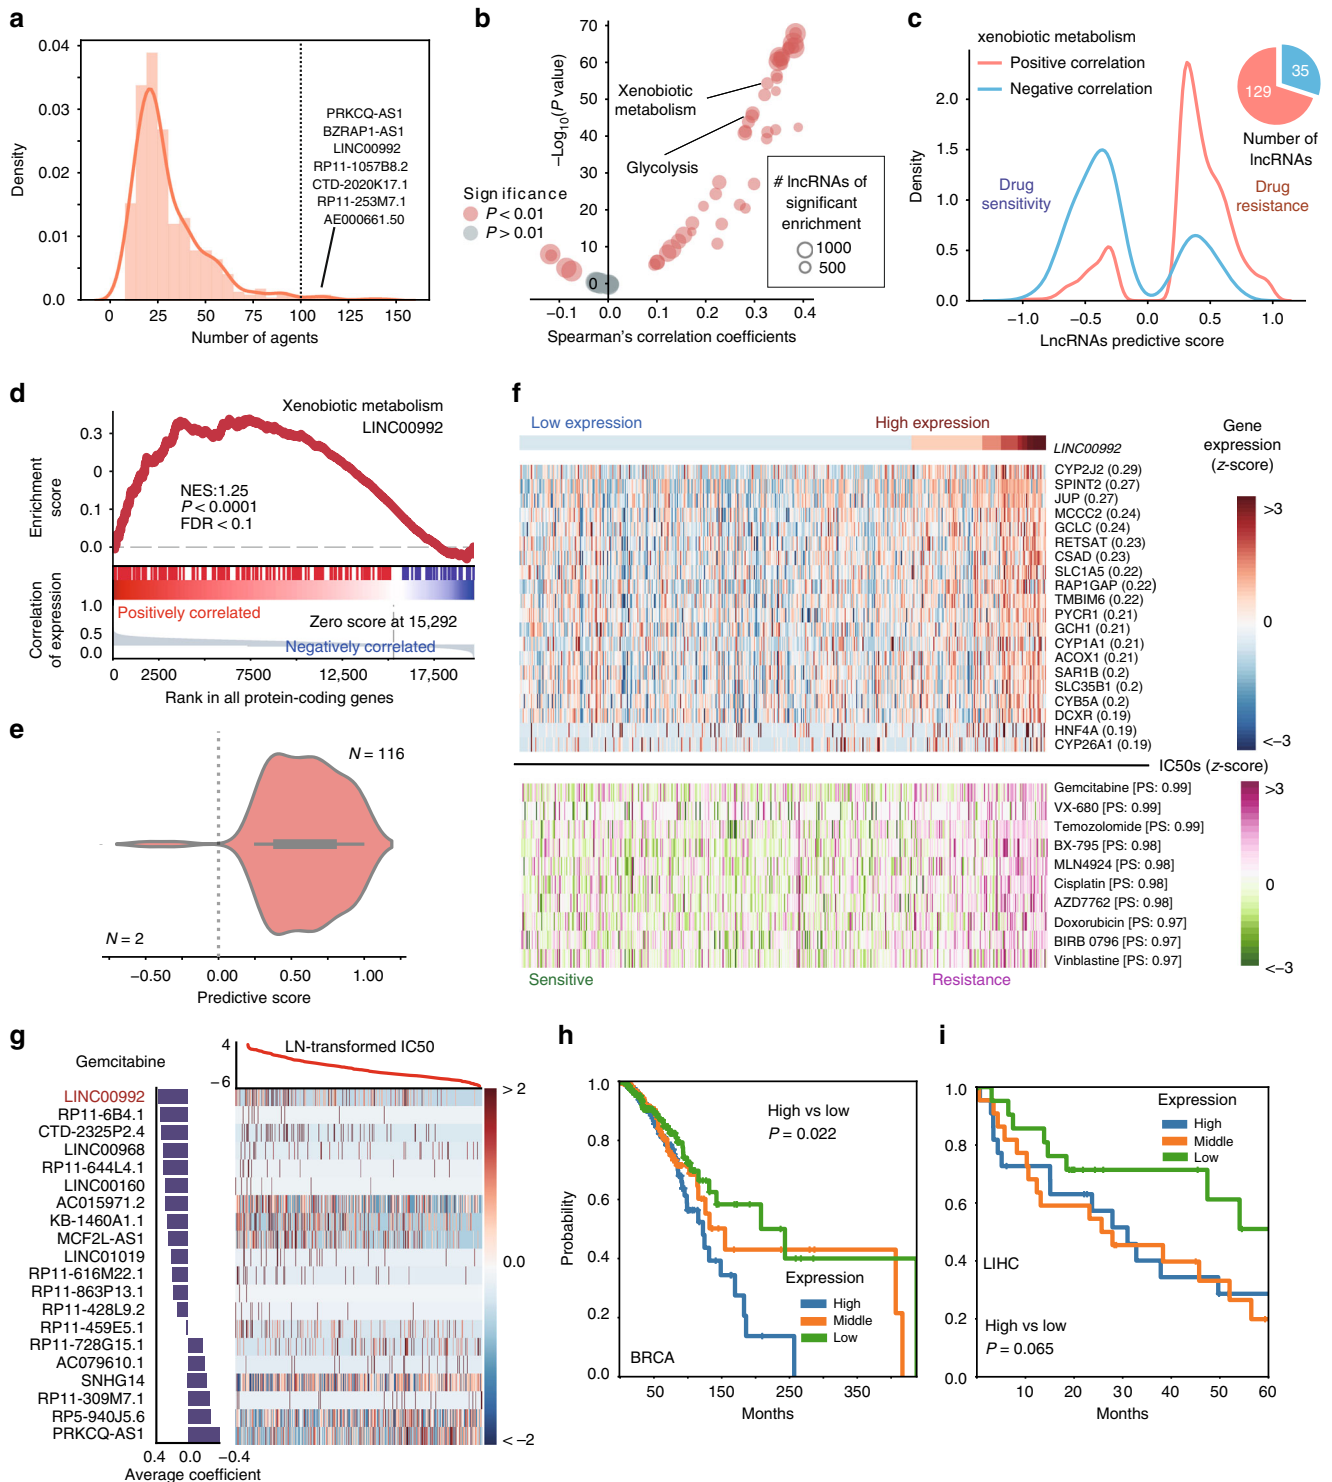 a
Density
0.04
0.03
0.02
0.01
0.0
PRKCQ-AS1
BZRAP1-AS1
LINC00992
RP11-1057B8.2
CTD-2020K17.1
RP11-253M7.1
AE000661.50
0 25 50 75 100 125 150
Number of agents
b
−Log10(P value)
70
60
50
40
30
20
10
0
Xenobiotic
metabolism
Glycolysis
Significance
P < 0.01
P > 0.01
# lncRNAs of
significant
enrichment
1000
500
−0.1 0.0 0.1 0.2 0.3 0.4
Spearman's correlation coefficients
c
xenobiotic metabolism
Positive correlation
Negative correlation
35
129
Number of
lncRNAs
Density
2.0
1.0
1.0
0.5
0.0
Drug
sensitivity
Drug
resistance
−1.0 −0.5 0.0 0.5 1.0
LncRNAs predictive score
d
Xenobiotic metabolism
LINC00992
Enrichment
score
0.3
0
0.1
0.0
NES:1.25
P < 0.0001
FDR < 0.1
Correlation
of expression
1.0
0.5
0.0
Positively correlated
Zero score at 15,292
Negatively correlated
0 2500 7500 12,500 17,500
Rank in all protein-coding genes
e
N = 116
N = 2
−0.50 0.00 0.50 1.00
Predictive score
f
Low expression
High expression
LINC00992
CYP2J2 (0.29)
SPINT2 (0.27)
JUP (0.27)
MCCC2 (0.24)
GCLC (0.24)
RETSAT (0.23)
CSAD (0.23)
SLC1A5 (0.22)
RAP1GAP (0.22)
TMBIM6 (0.22)
PYCR1 (0.21)
GCH1 (0.21)
CYP1A1 (0.21)
ACOX1 (0.21)
SAR1B (0.2)
SLC35B1 (0.2)
CYB5A (0.2)
DCXR (0.19)
HNF4A (0.19)
CYP26A1 (0.19)
Gene
expression
(z-score)
>3
0
<−3
IC50s (z-score)
Gemcitabine [PS: 0.99]
VX-680 [PS: 0.99]
Temozolomide [PS: 0.99]
BX-795 [PS: 0.98]
MLN4924 [PS: 0.98]
Cisplatin [PS: 0.98]
AZD7762 [PS: 0.98]
Doxorubicin [PS: 0.97]
BIRB 0796 [PS: 0.97]
Vinblastine [PS: 0.97]
>3
0
<−3
Sensitive
Resistance
g
Gemcitabine
4
−6
LN-transformed IC50
LINC00992
RP11-6B4.1
CTD-2325P2.4
LINC00968
RP11-644L4.1
LINC00160
AC015971.2
KB-1460A1.1
MCF2L-AS1
LINC01019
RP11-616M22.1
RP11-863P13.1
RP11-428L9.2
RP11-459E5.1
RP11-728G15.1
AC079610.1
SNHG14
RP11-309M7.1
RP5-940J5.6
PRKCQ-AS1
0.4 0.0 −0.4
Average coefficient
> 2
0.0
< −2
h
Probability
1.0
0.8
0.6
0.4
0.2
0.0
High vs low
P = 0.022
Expression
High
Middle
Low
BRCA
50 150 250 350
Months
i
1.0
0.8
0.6
0.4
0.2
0.0
Expression
High
Middle
Low
LIHC
High vs low
P = 0.065
10 20 30 40 50 60
Months